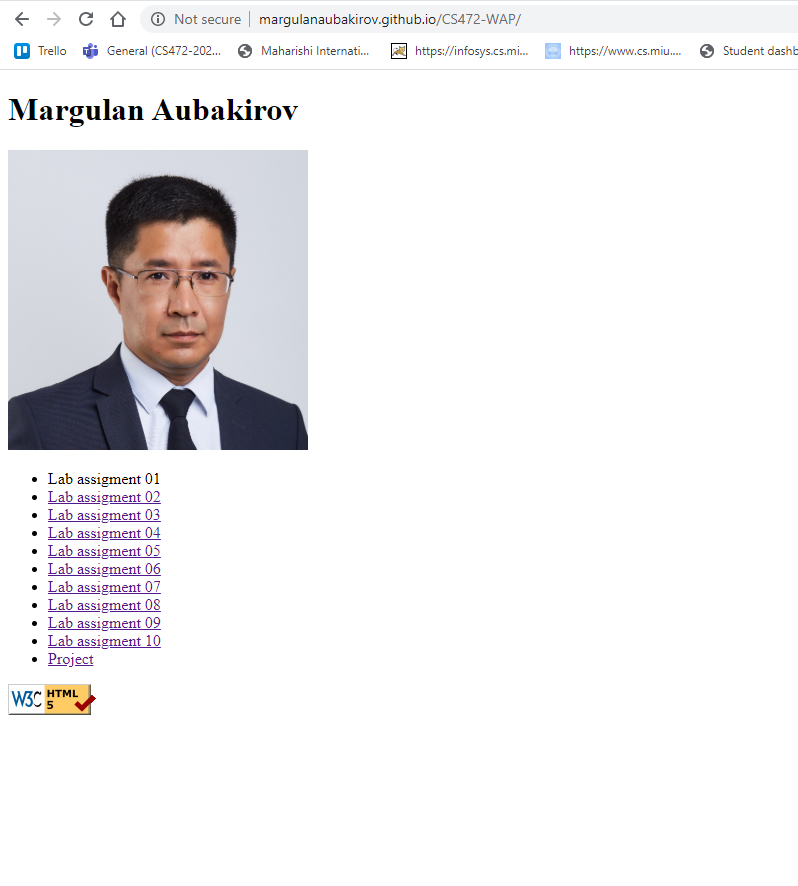 Not secure margulanaubakirov.github.io/CS472-WAP/
Trello General (CS472-202... Maharishi Internati... https://infosys.cs.mi... https://www.cs.miu.... Student dashb
Margulan Aubakirov
Lab assigment 01
Lab assigment 02
Lab assigment 03
Lab assigment 04
Lab assigment 05
Lab assigment 06
Lab assigment 07
Lab assigment 08
Lab assigment 09
Lab assigment 10
Project
W3C HTML
5